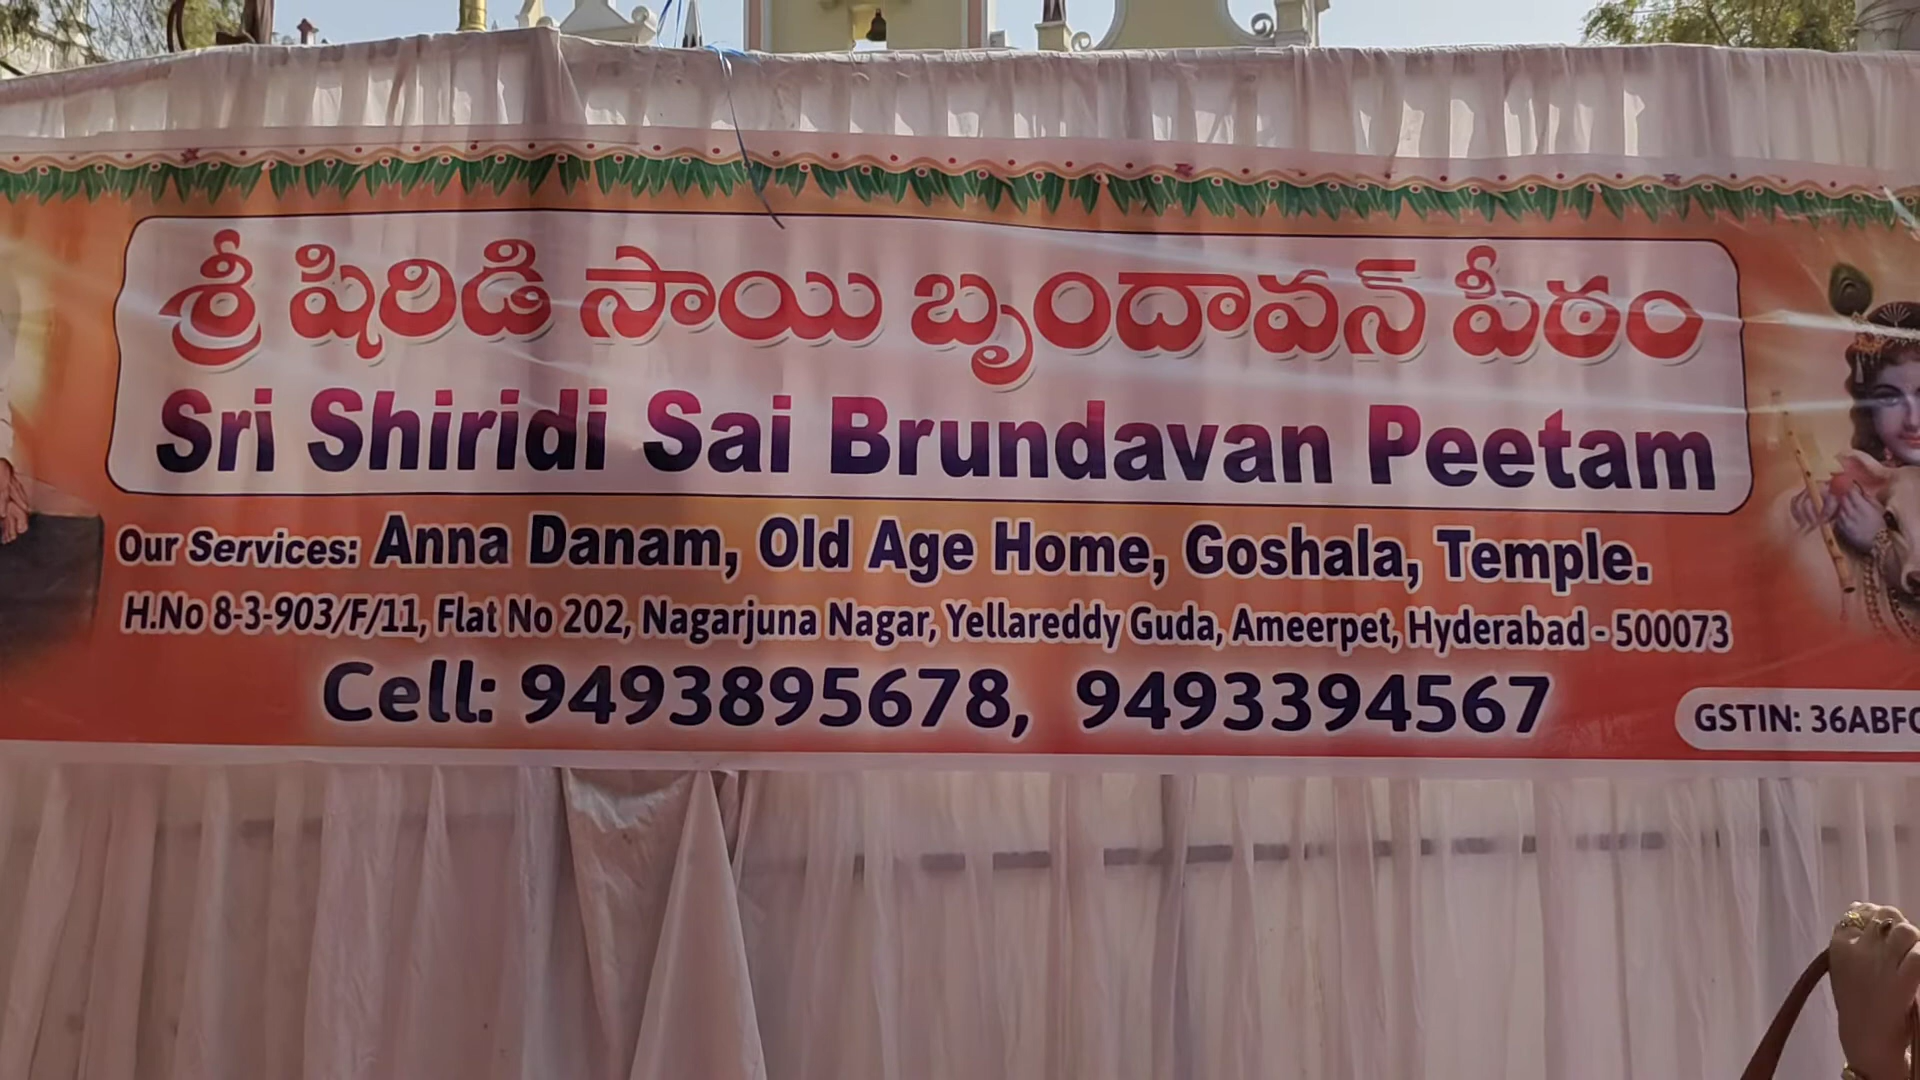 శ్రీ షిరిడి సాయి బృందావన్ పీఠం
Sri Shiridi Sai Brundavan Peetam
Our Services: Anna Danam, Old Age Home, Goshala, Temple.
H.No 8-3-903/F/11, Flat No 202, Nagarjuna Nagar, Yellareddy Guda, Ameerpet, Hyderabad - 500073
Cell: 9493895678, 9493394567
GSTIN: